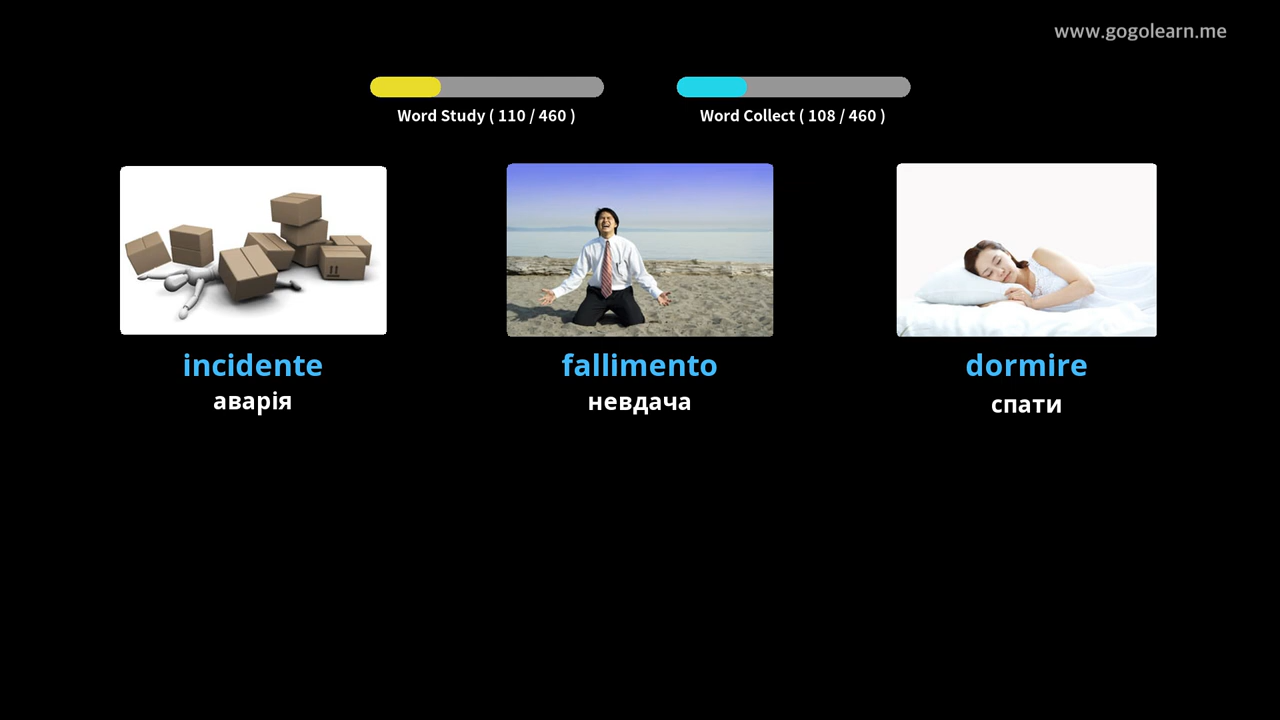 www.gogolearn.me
Word Study ( 110 / 460 )
Word Collect ( 108 / 460 )
incidente
аварія
fallimento
невдача
dormire
спати